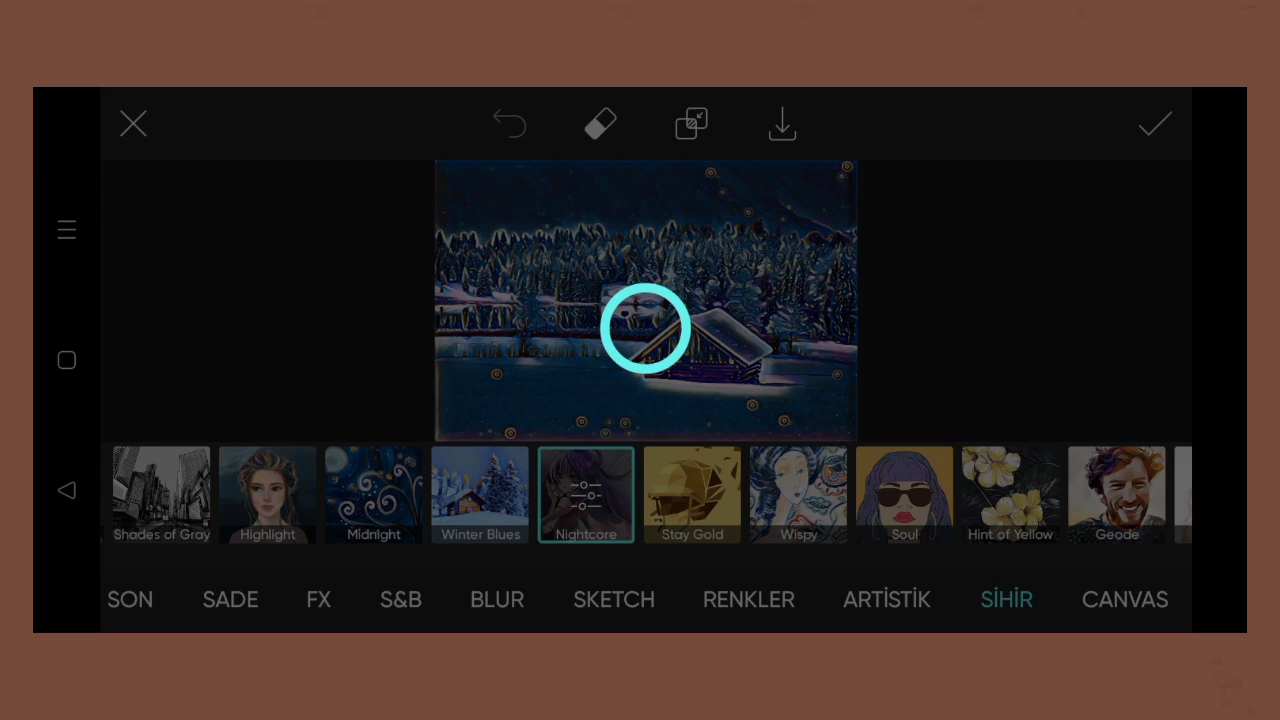 Shades of Gray Highlight Midnight Winter Blues Nightcore Stay Gold Wispy Soul Hint of Yellow Geode
SON SADE FX S&B BLUR SKETCH RENKLER ARTİSTİK SİHİR CANVAS